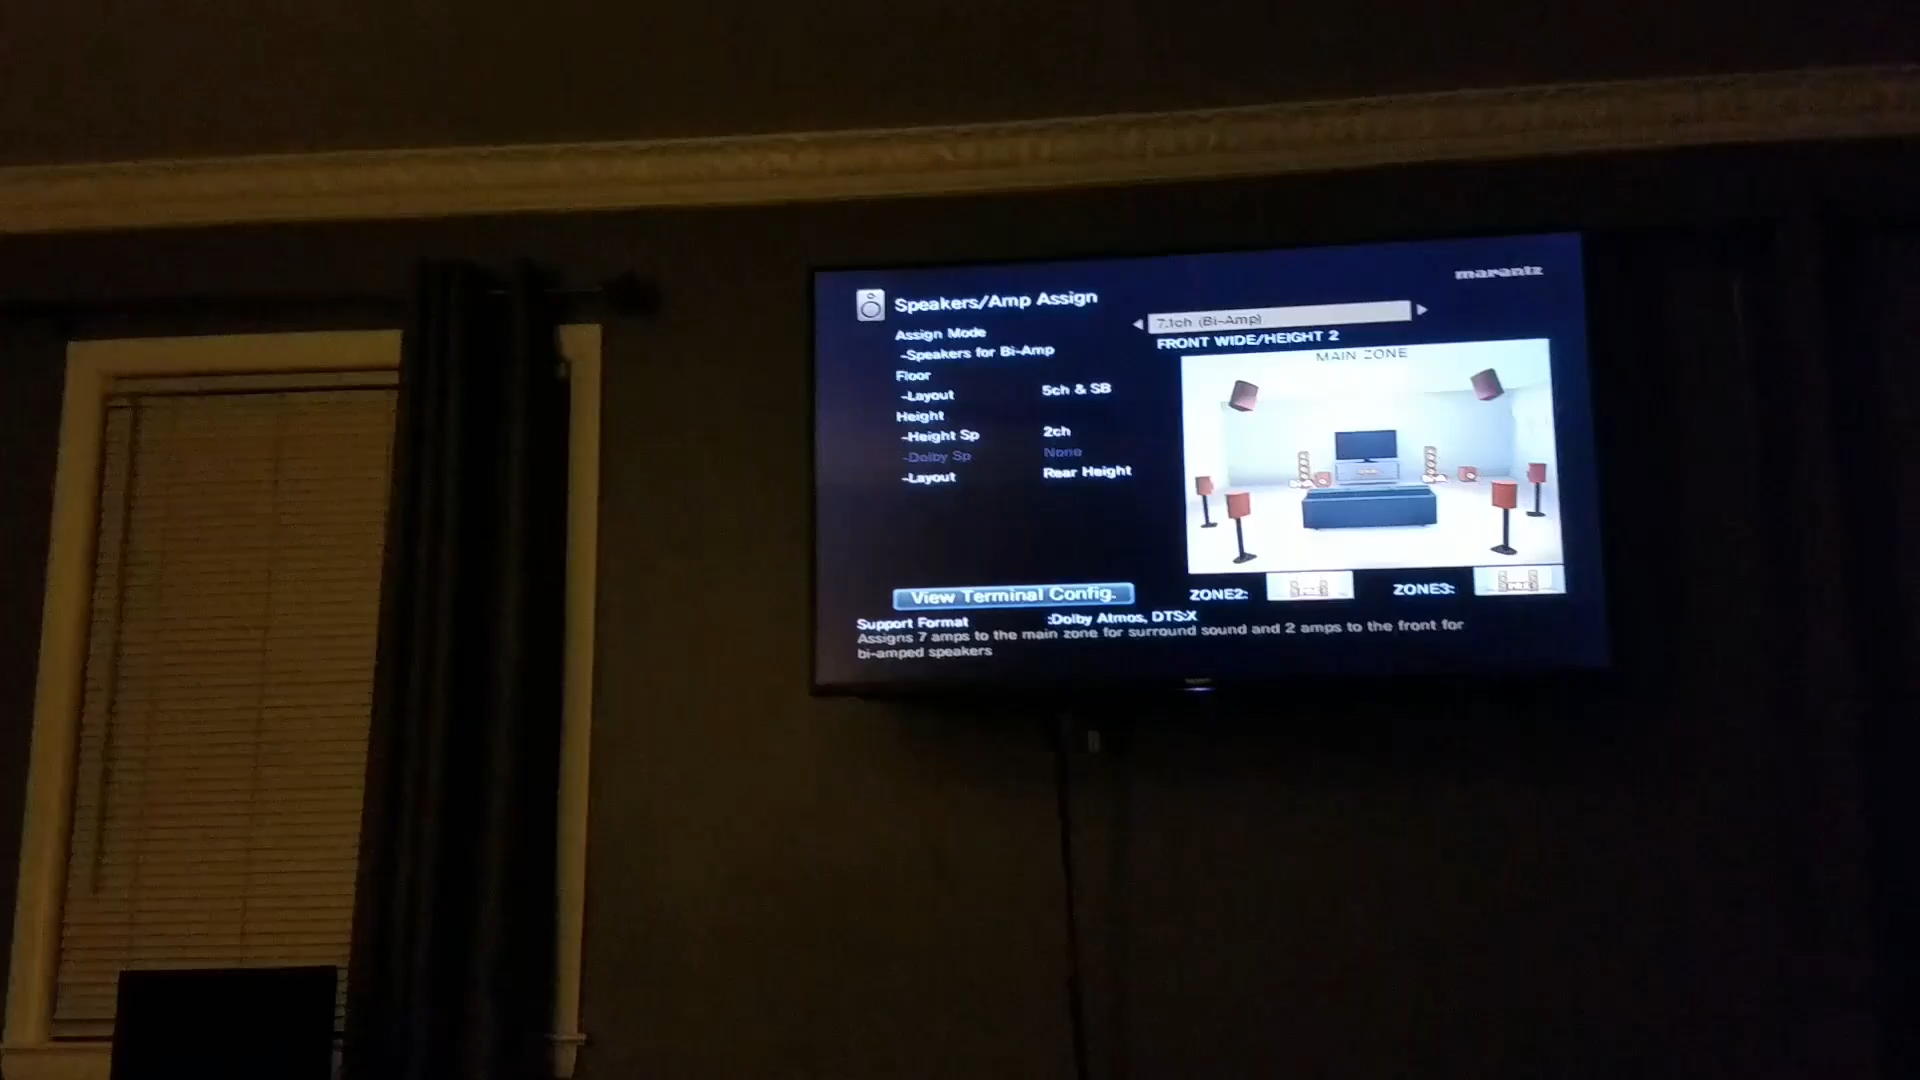 marantz
Speakers/Amp Assign
Assign Mode
7.1ch (Bi-Amp)
-Speakers for Bi-Amp
FRONT WIDE/HEIGHT 2
MAIN ZONE
Floor
-Layout 5ch & SB
Height
-Height Sp 2ch
-Dolby Sp None
-Layout Rear Height
View Terminal Config.
ZONE2: ZONE3:
Support Format :Dolby Atmos, DTS:X
Assigns 7 amps to the main zone for surround sound and 2 amps to the front for
bi-amped speakers